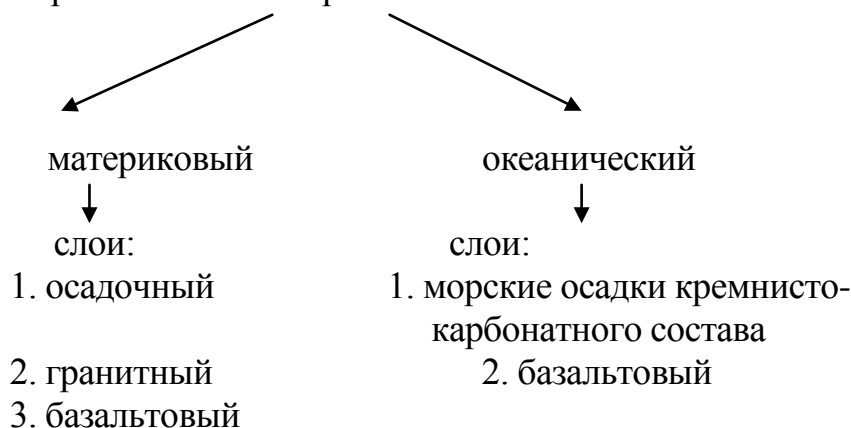 материковый океанический
слои: слои:
1. осадочный 1. морские осадки кремнисто-
карбонатного состава
2. гранитный 2. базальтовый
3. базальтовый